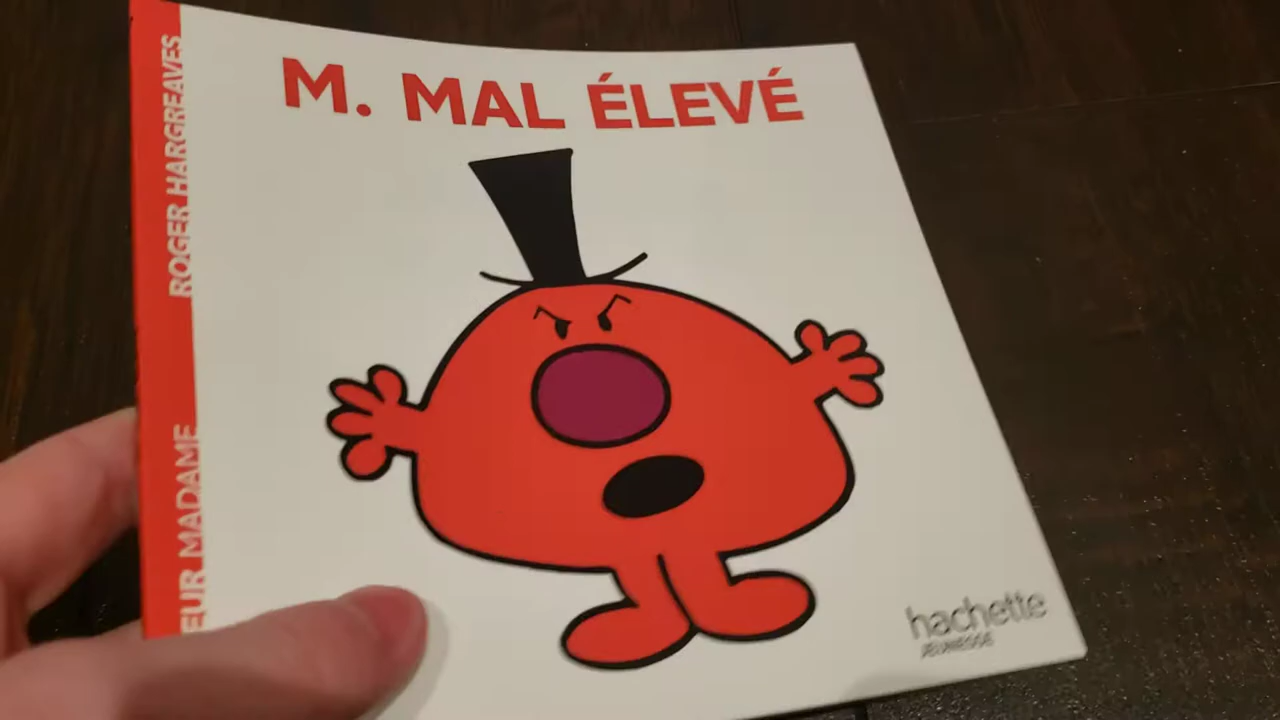 M. MAL ÉLEVÉ
ROGER HARGREAVES
EUR MADAME
hachette
JEUNESSE